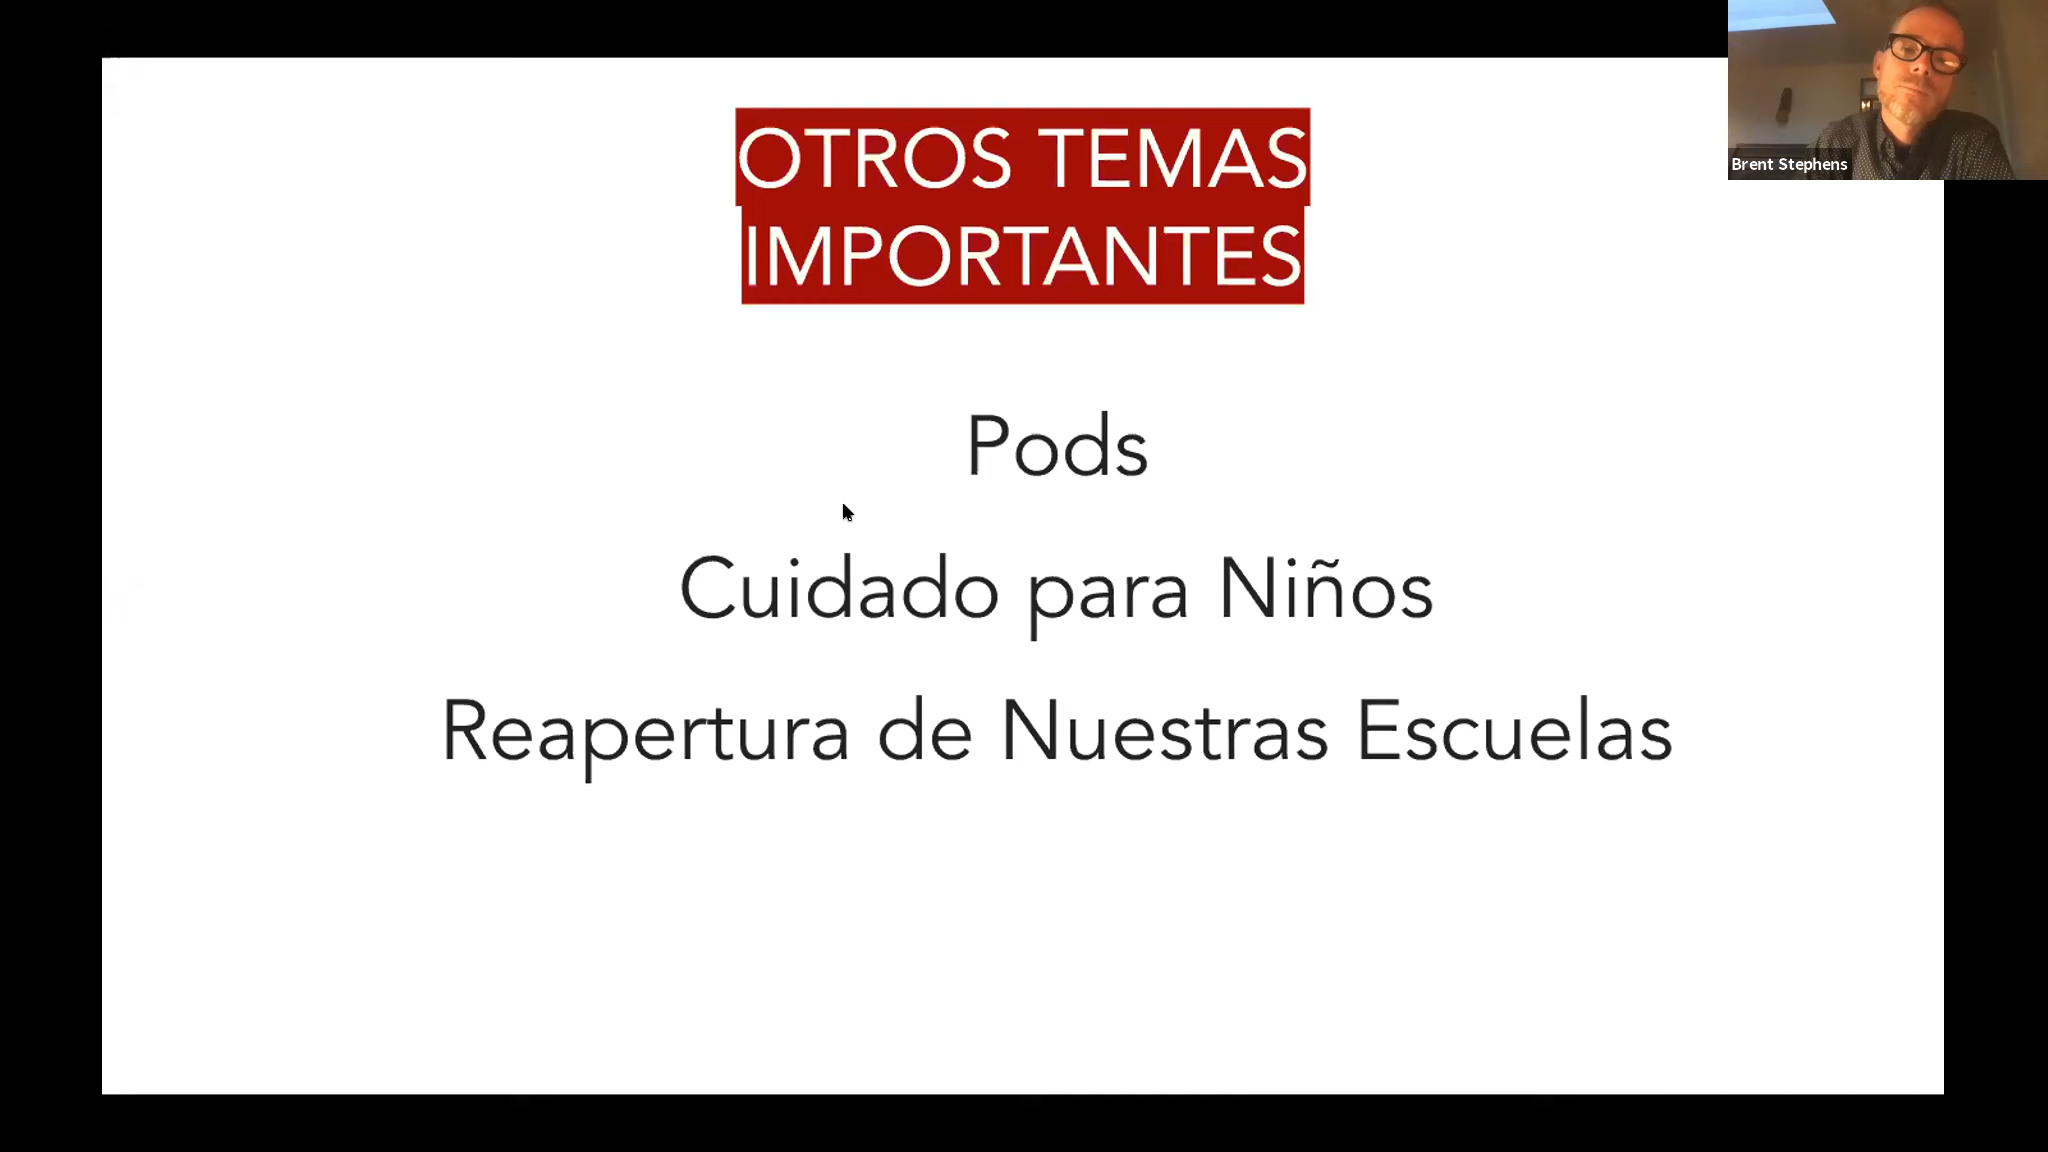 OTROS TEMAS
IMPORTANTES
Pods
Cuidado para Niños
Reapertura de Nuestras Escuelas
Brent Stephens